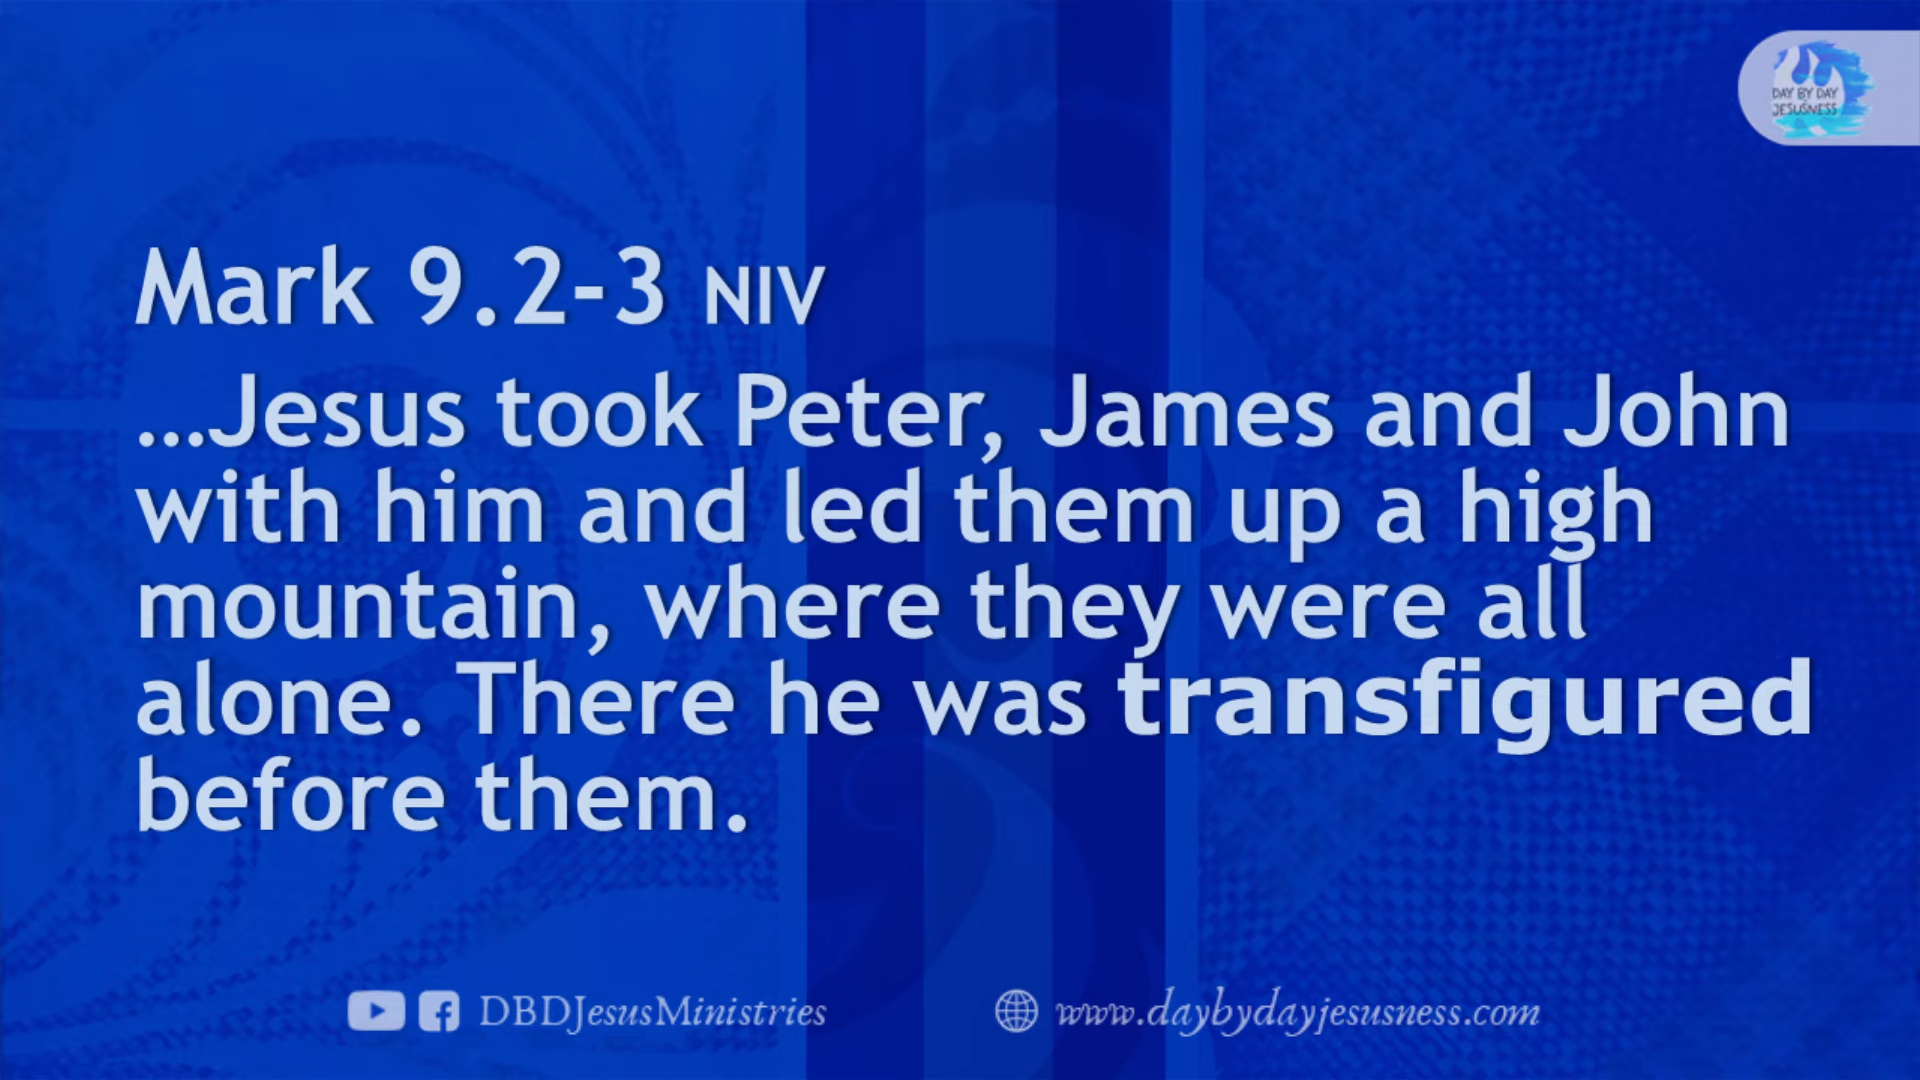 DAY BY DAY
JESUSNESS
Mark 9.2-3 NIV
...Jesus took Peter, James and John
with him and led them up a high
mountain, where they were all
alone. There he was transfigured
before them.
DBDJesusMinistries
www.daybydayjesusness.com